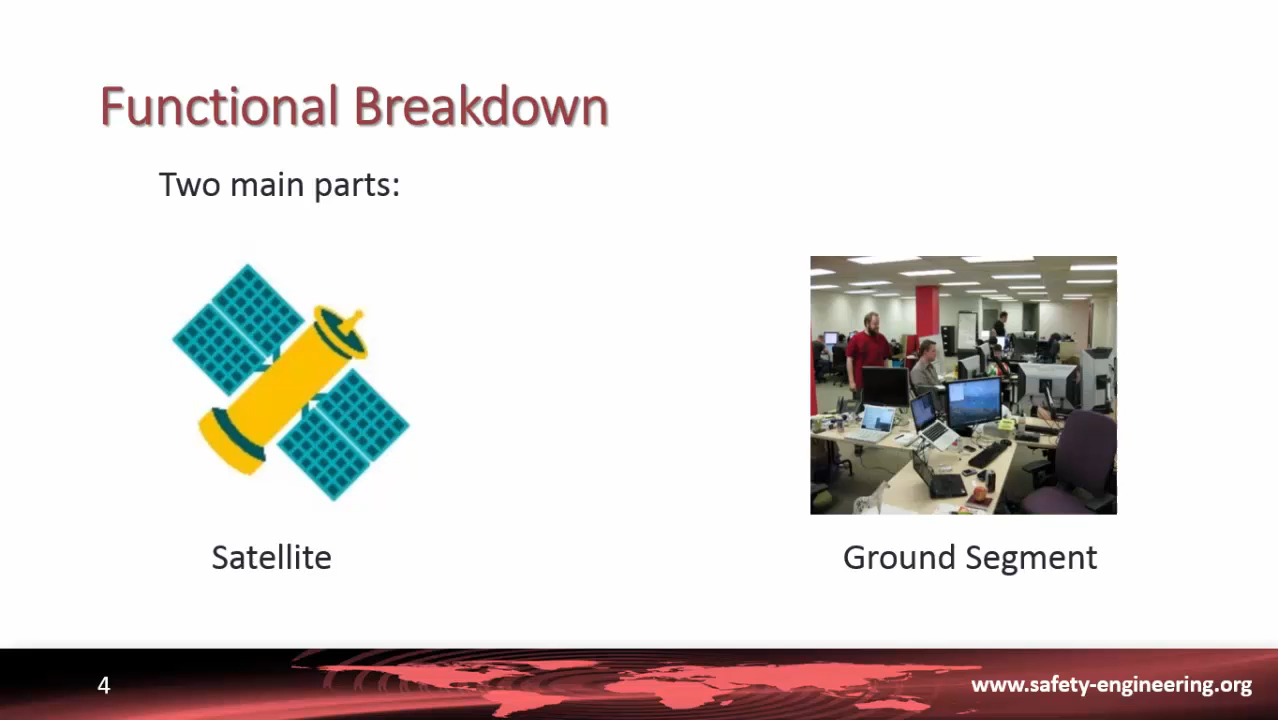 Functional Breakdown
Two main parts:
Satellite
Ground Segment
4
www.safety-engineering.org